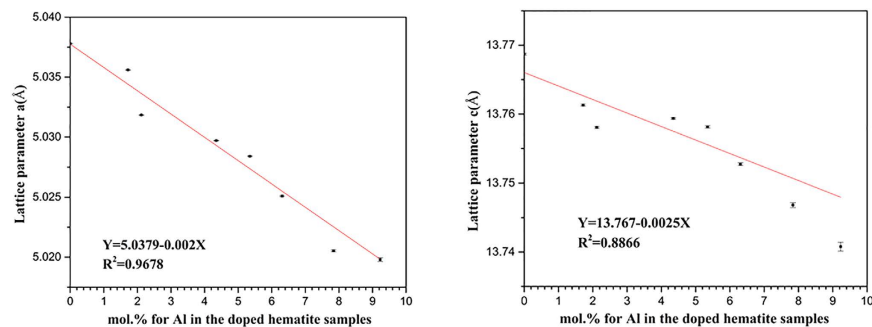 5.040
5.035
5.030
5.025
5.020
Lattice parameter a(Å)
Y=5.0379-0.002X
R²=0.9678
0 1 2 3 4 5 6 7 8 9 10
mol.% for Al in the doped hematite samples
13.77
13.76
13.75
13.74
Lattice parameter c(Å)
Y=13.767-0.0025X
R²=0.8866
0 1 2 3 4 5 6 7 8 9 10
mol.% for Al in the doped hematite samples